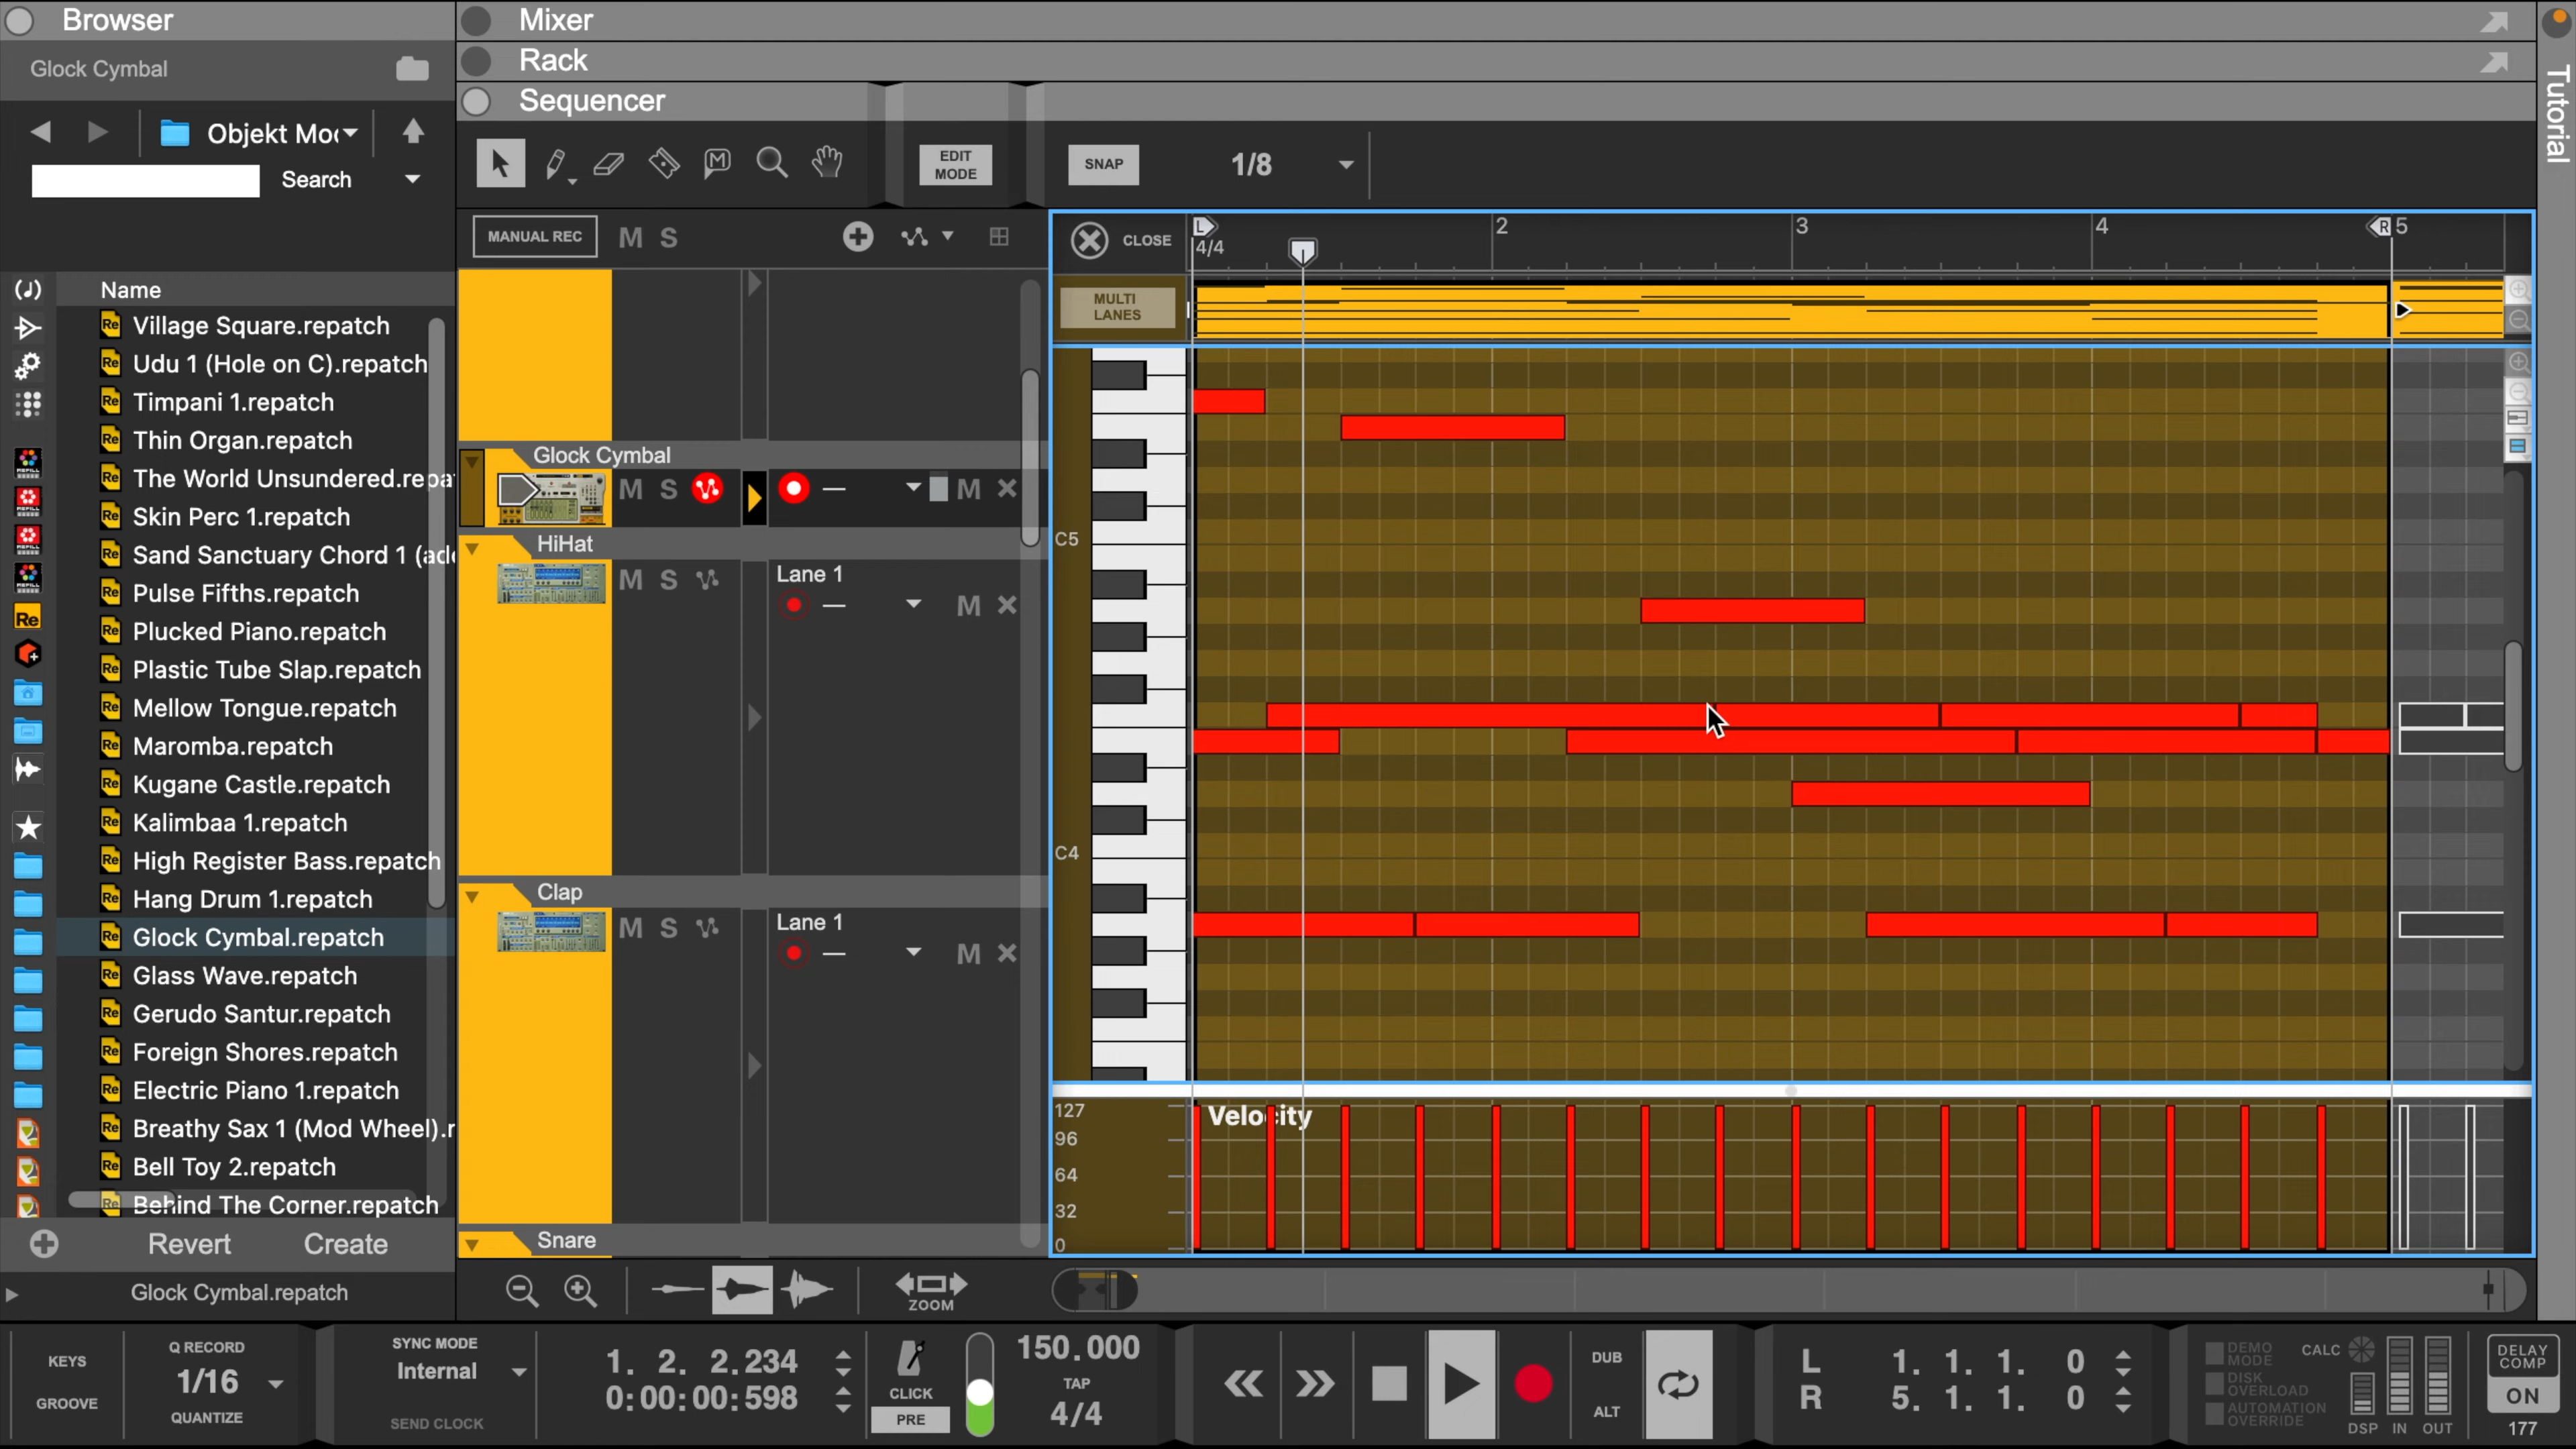 Browser
Mixer
Glock Cymbal
Rack
Sequencer
Tutorial
Objekt Mo
Search
EDIT
MODE
SNAP
1/8
MANUAL REC
M S
CLOSE
L
4/4
2
3
4
R 5
Name
MULTI
LANES
Village Square.repatch
Udu 1 (Hole on C).repatch
Timpani 1.repatch
Thin Organ.repatch
The World Unsundered.repa
Skin Perc 1.repatch
Sand Sanctuary Chord 1 (ad
Pulse Fifths.repatch
Plucked Piano.repatch
Plastic Tube Slap.repatch
Mellow Tongue.repatch
Maromba.repatch
Kugane Castle.repatch
Kalimbaa 1.repatch
High Register Bass.repatch
Hang Drum 1.repatch
Glock Cymbal.repatch
Glass Wave.repatch
Gerudo Santur.repatch
Foreign Shores.repatch
Electric Piano 1.repatch
Breathy Sax 1 (Mod Wheel).r
Bell Toy 2.repatch
Behind The Corner.repatch
Revert Create
Glock Cymbal.repatch
Glock Cymbal
M S M
HiHat
M S
Lane 1
M
Clap
M S
Lane 1
M
Snare
C5
C4
Velocity
127
96
64
32
0
ZOOM
KEYS
GROOVE
Q RECORD
1/16
QUANTIZE
SYNC MODE
Internal
SEND CLOCK
1. 2. 2.234
0:00:00:598
CLICK
PRE
150.000
TAP
4/4
DUB
ALT
L 1. 1. 1. 0
R 5. 1. 1. 0
DEMO
MODE
DISK
OVERLOAD
AUTOMATION
OVERRIDE
CALC
DSP IN OUT
DELAY
COMP
ON
177